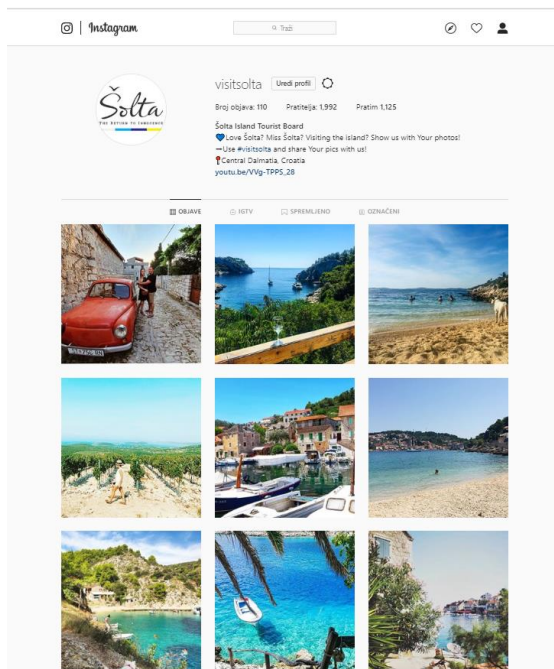 Instagram
Traži
visitsolta Uredi profil
Broj objava: 110 Pratitelja: 1,992 Pratim 1,125
Šolta Island Tourist Board
💙Love Šolta? Miss Šolta? Visiting the island? Show us with Your photos!
➡Use #visitsolta and share Your pics with us!
📍Central Dalmatia, Croatia
youtu.be/VVg-TPPS_28
Šolta
THE RETURN TO INNOCENCE
OBJAVE IGTV SPREMLJENO OZNAČENI